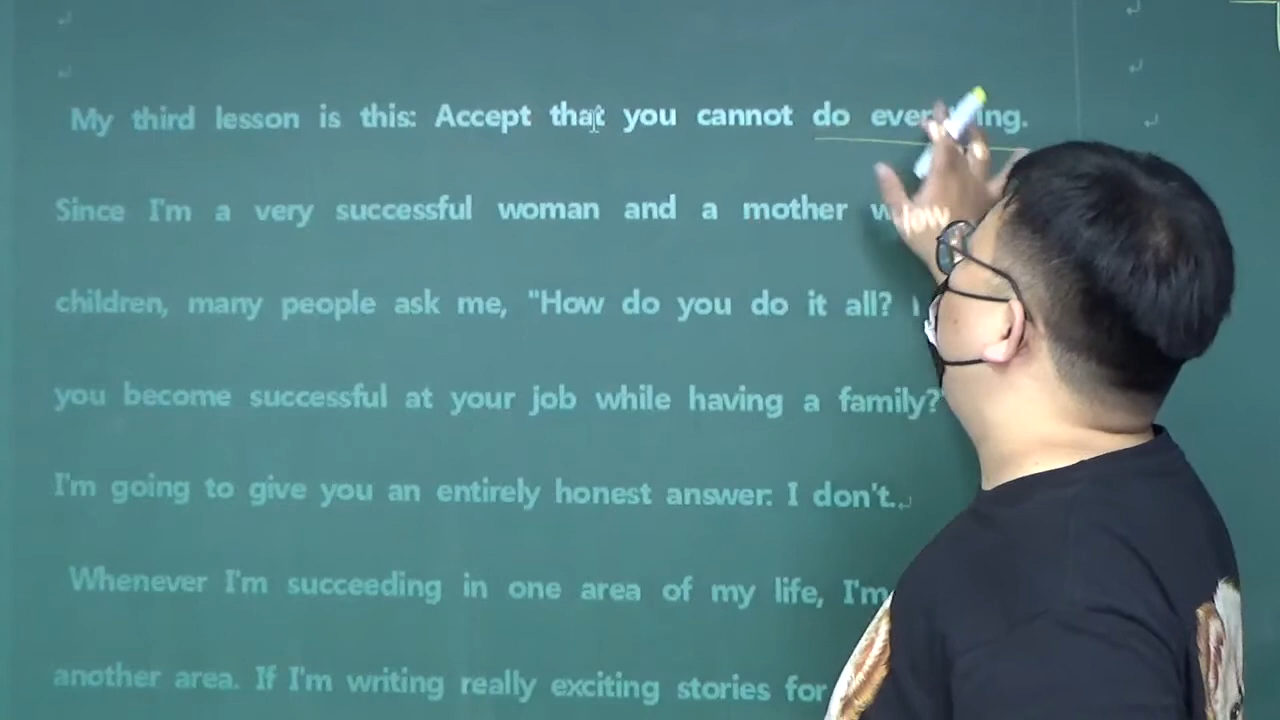 My third lesson is this: Accept that you cannot do everything.
Since I'm a very successful woman and a mother
children, many people ask me, "How do you do it all?
you become successful at your job while having a family?"
I'm going to give you an entirely honest answer: I don't.
Whenever I'm succeeding in one area of my life, I'm
another area. If I'm writing really exciting stories for